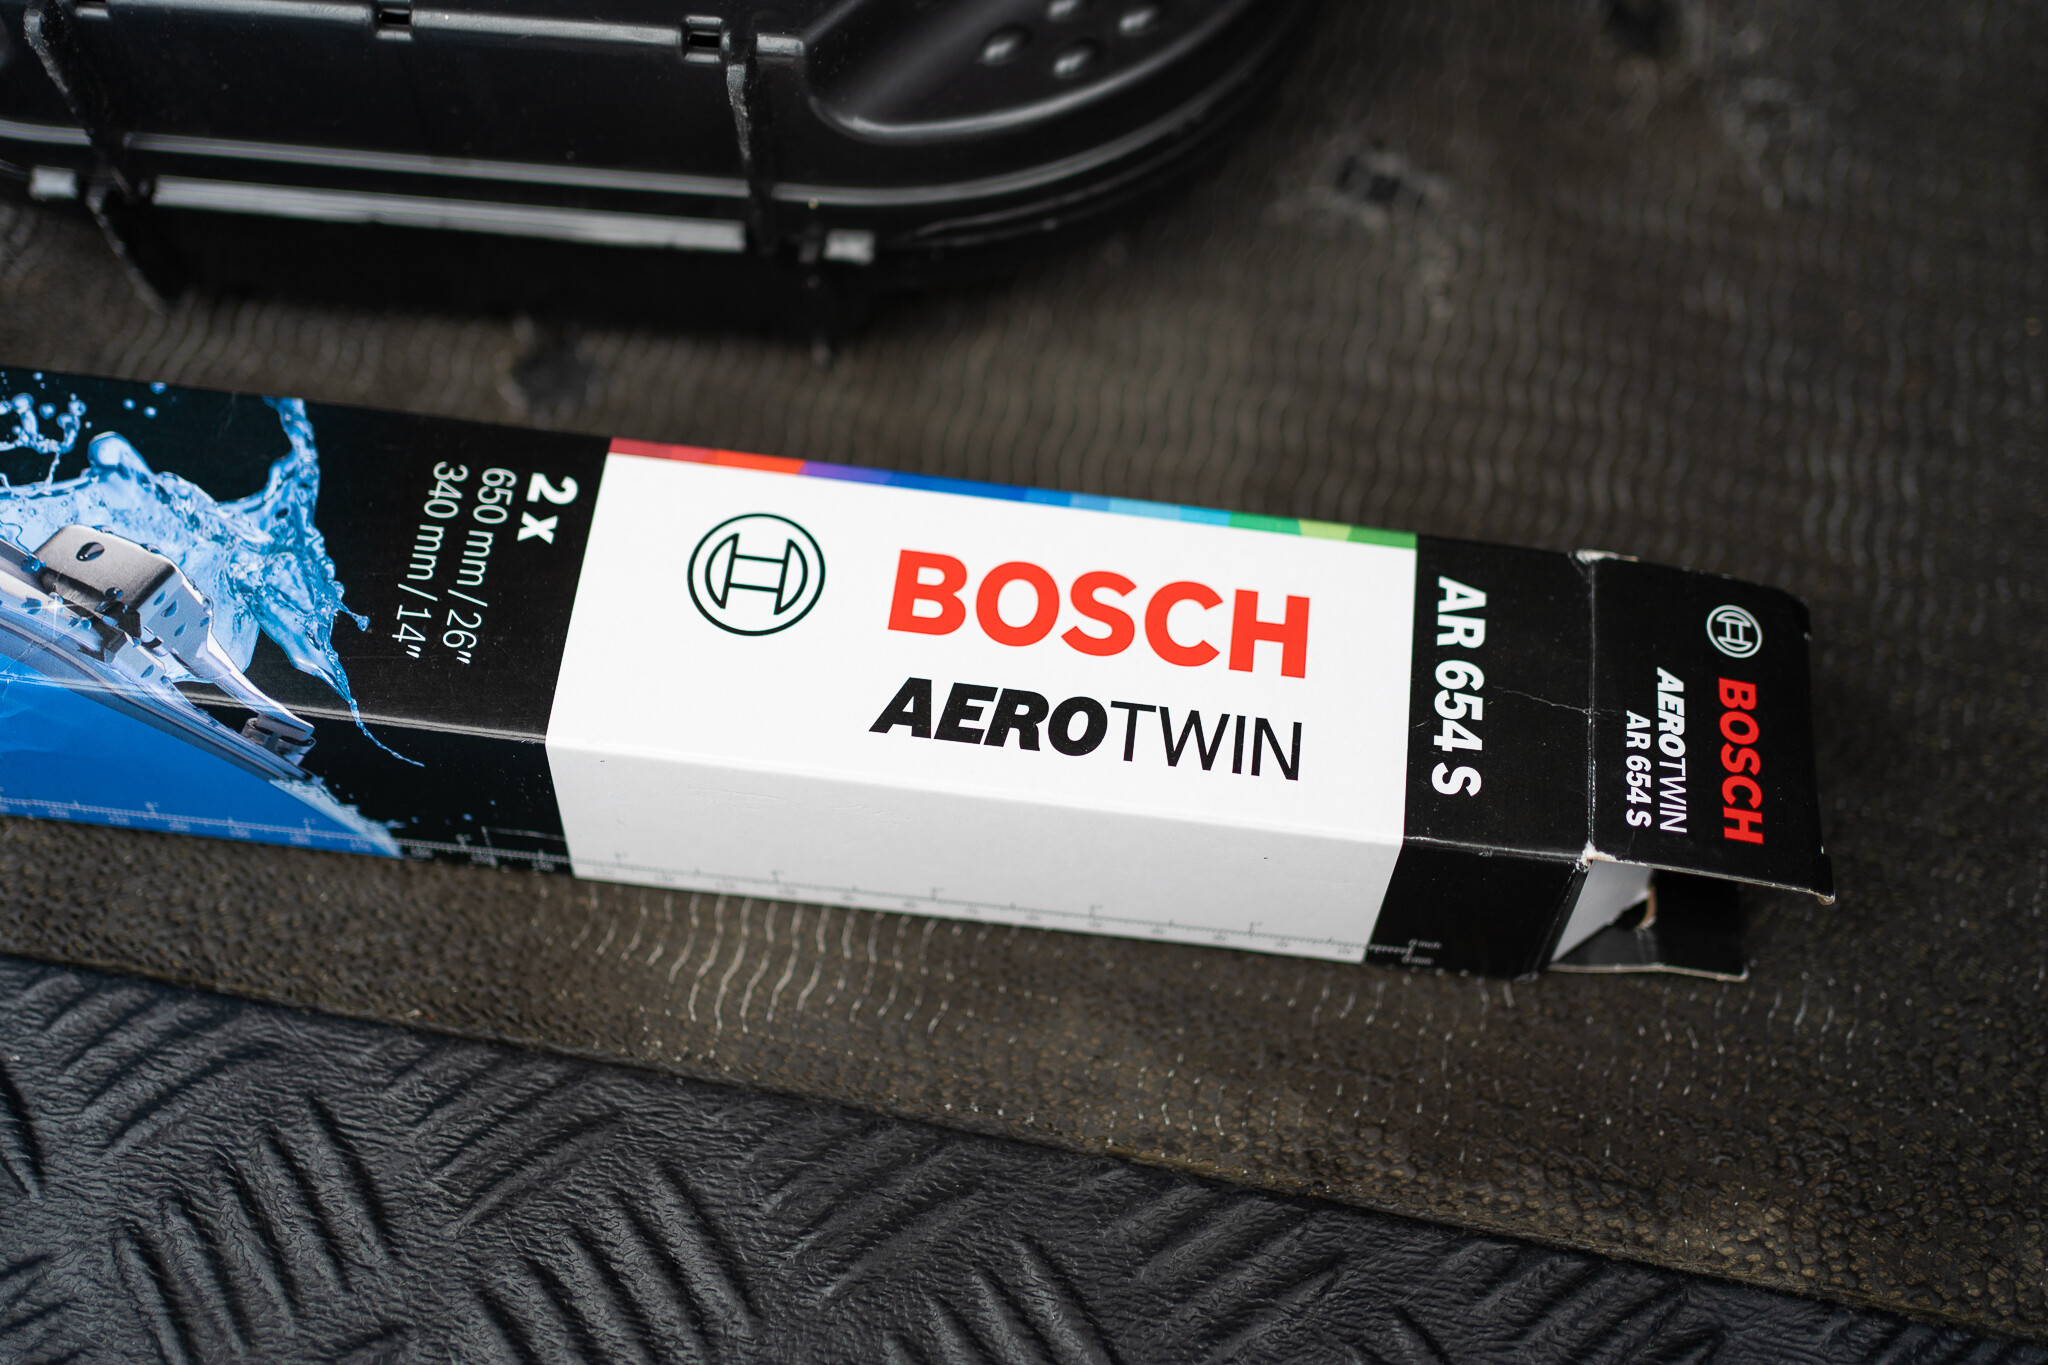 2 x
650 mm / 26"
340 mm / 14"
BOSCH
AEROTWIN
AR 654 S
BOSCH
AEROTWIN
AR 654 S